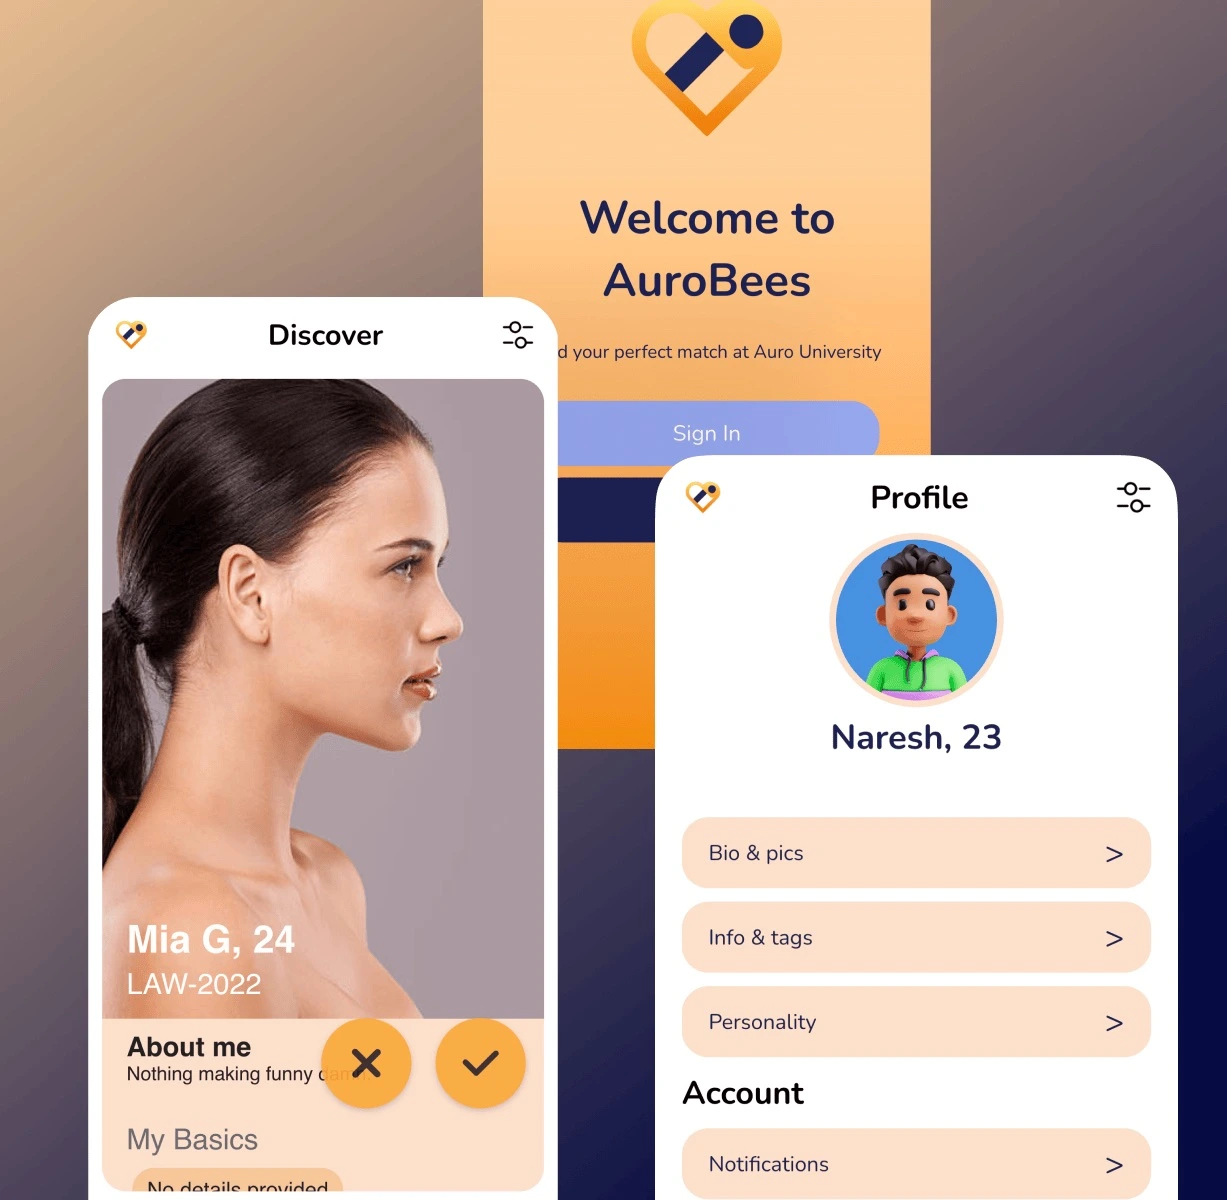 Welcome to
AuroBees
your perfect match at Auro University
Sign In
Discover
Mia G, 24
LAW-2022
About me
Nothing making funny damn.
My Basics
No details provided
Profile
Naresh, 23
Bio & pics
>
Info & tags
>
Personality
>
Account
Notifications
>